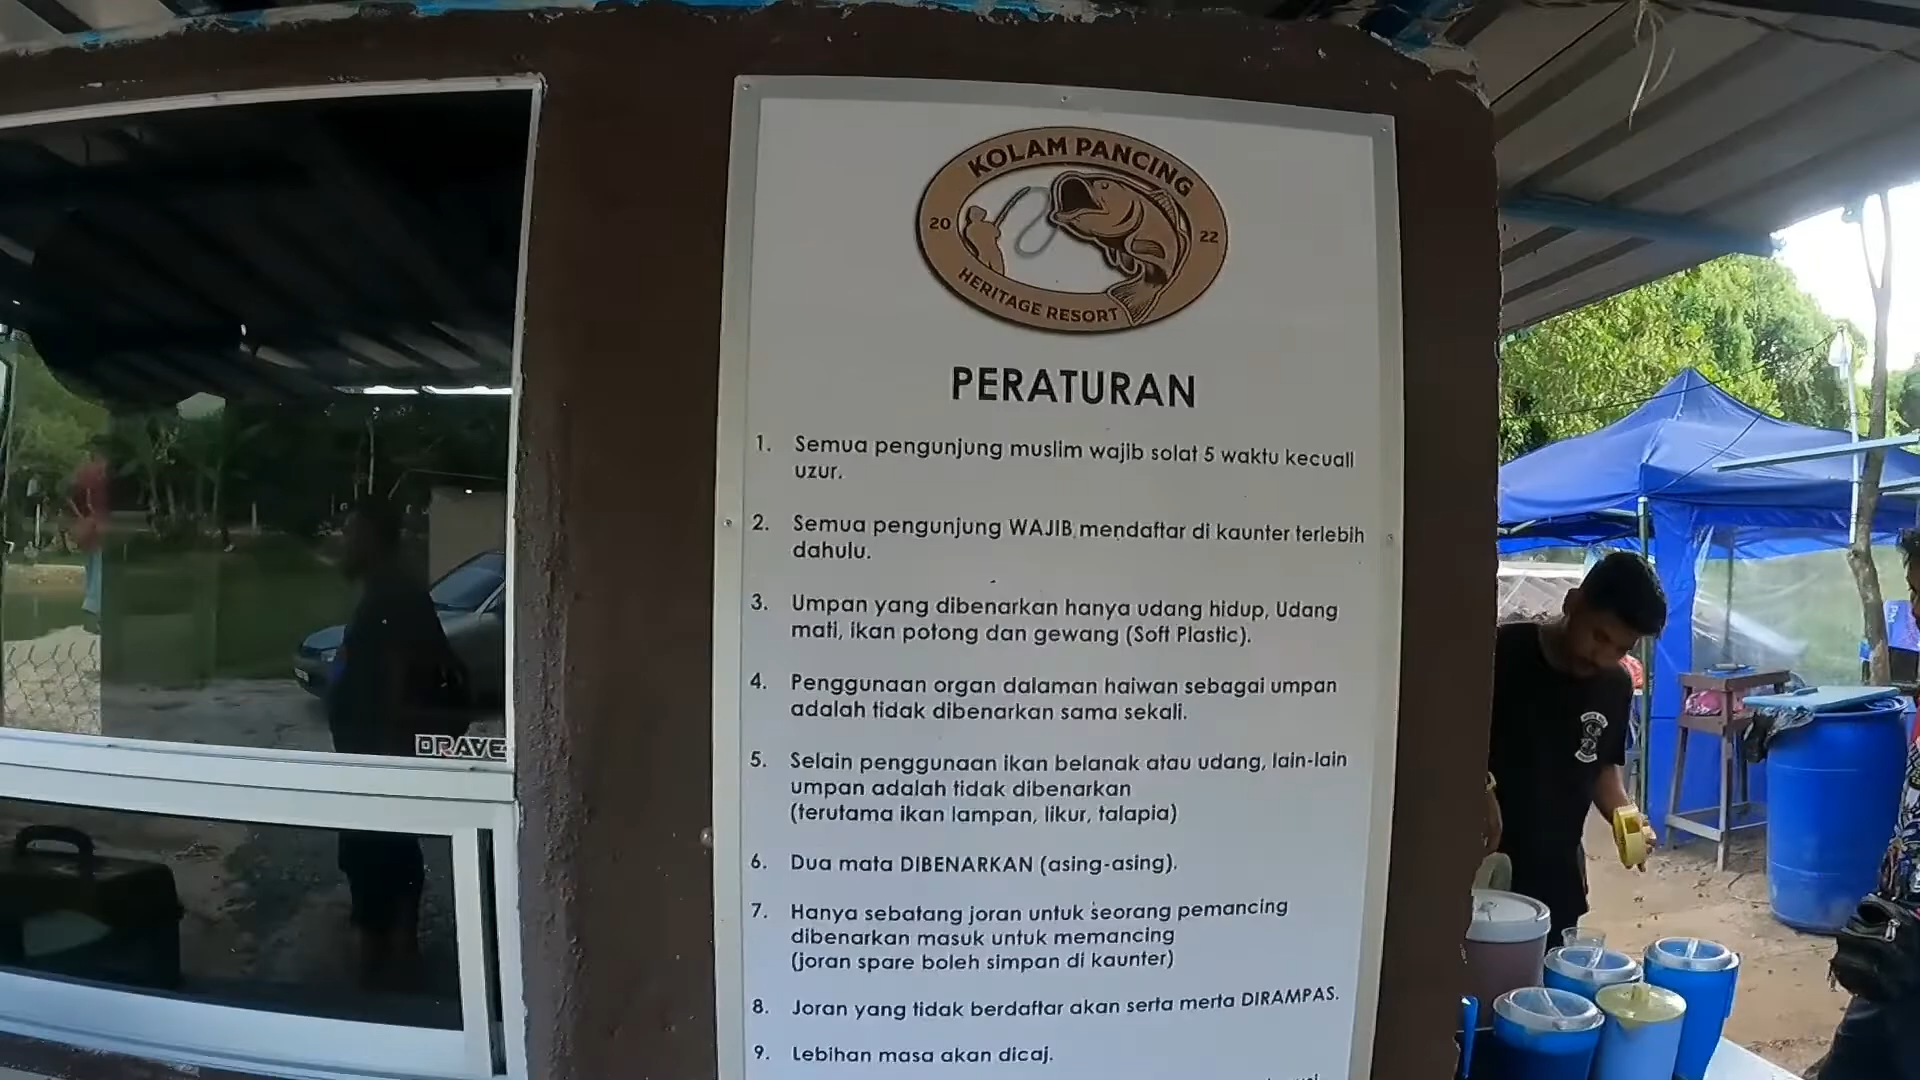 KOLAM PANCING
20 22
HERITAGE RESORT
PERATURAN
1. Semua pengunjung muslim wajib solat 5 waktu kecuali
uzur.
2. Semua pengunjung WAJIB mendaftar di kaunter terlebih
dahulu.
3. Umpan yang dibenarkan hanya udang hidup, Udang
mati, ikan potong dan gewang (Soft Plastic).
4. Penggunaan organ dalaman haiwan sebagai umpan
adalah tidak dibenarkan sama sekali.
5. Selain penggunaan ikan belanak atau udang, lain-lain
umpan adalah tidak dibenarkan
(terutama ikan lampan, likur, talapia)
6. Dua mata DIBENARKAN (asing-asing).
7. Hanya sebatang joran untuk seorang pemancing
dibenarkan masuk untuk memancing
(joran spare boleh simpan di kaunter)
8. Joran yang tidak berdaftar akan serta merta DIRAMPAS.
9. Lebihan masa akan dicaj.
DRAVE